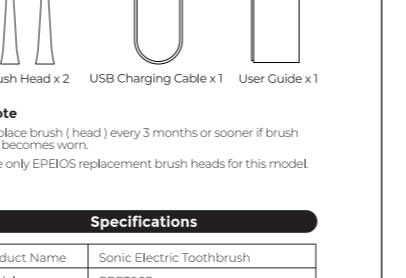 ush Head x 2 USB Charging Cable x 1 User Guide x 1
ote
place brush ( head ) every 3 months or sooner if brush
becomes worn.
e only EPEIOS replacement brush heads for this model.
Specifications
duct Name Sonic Electric Toothbrush